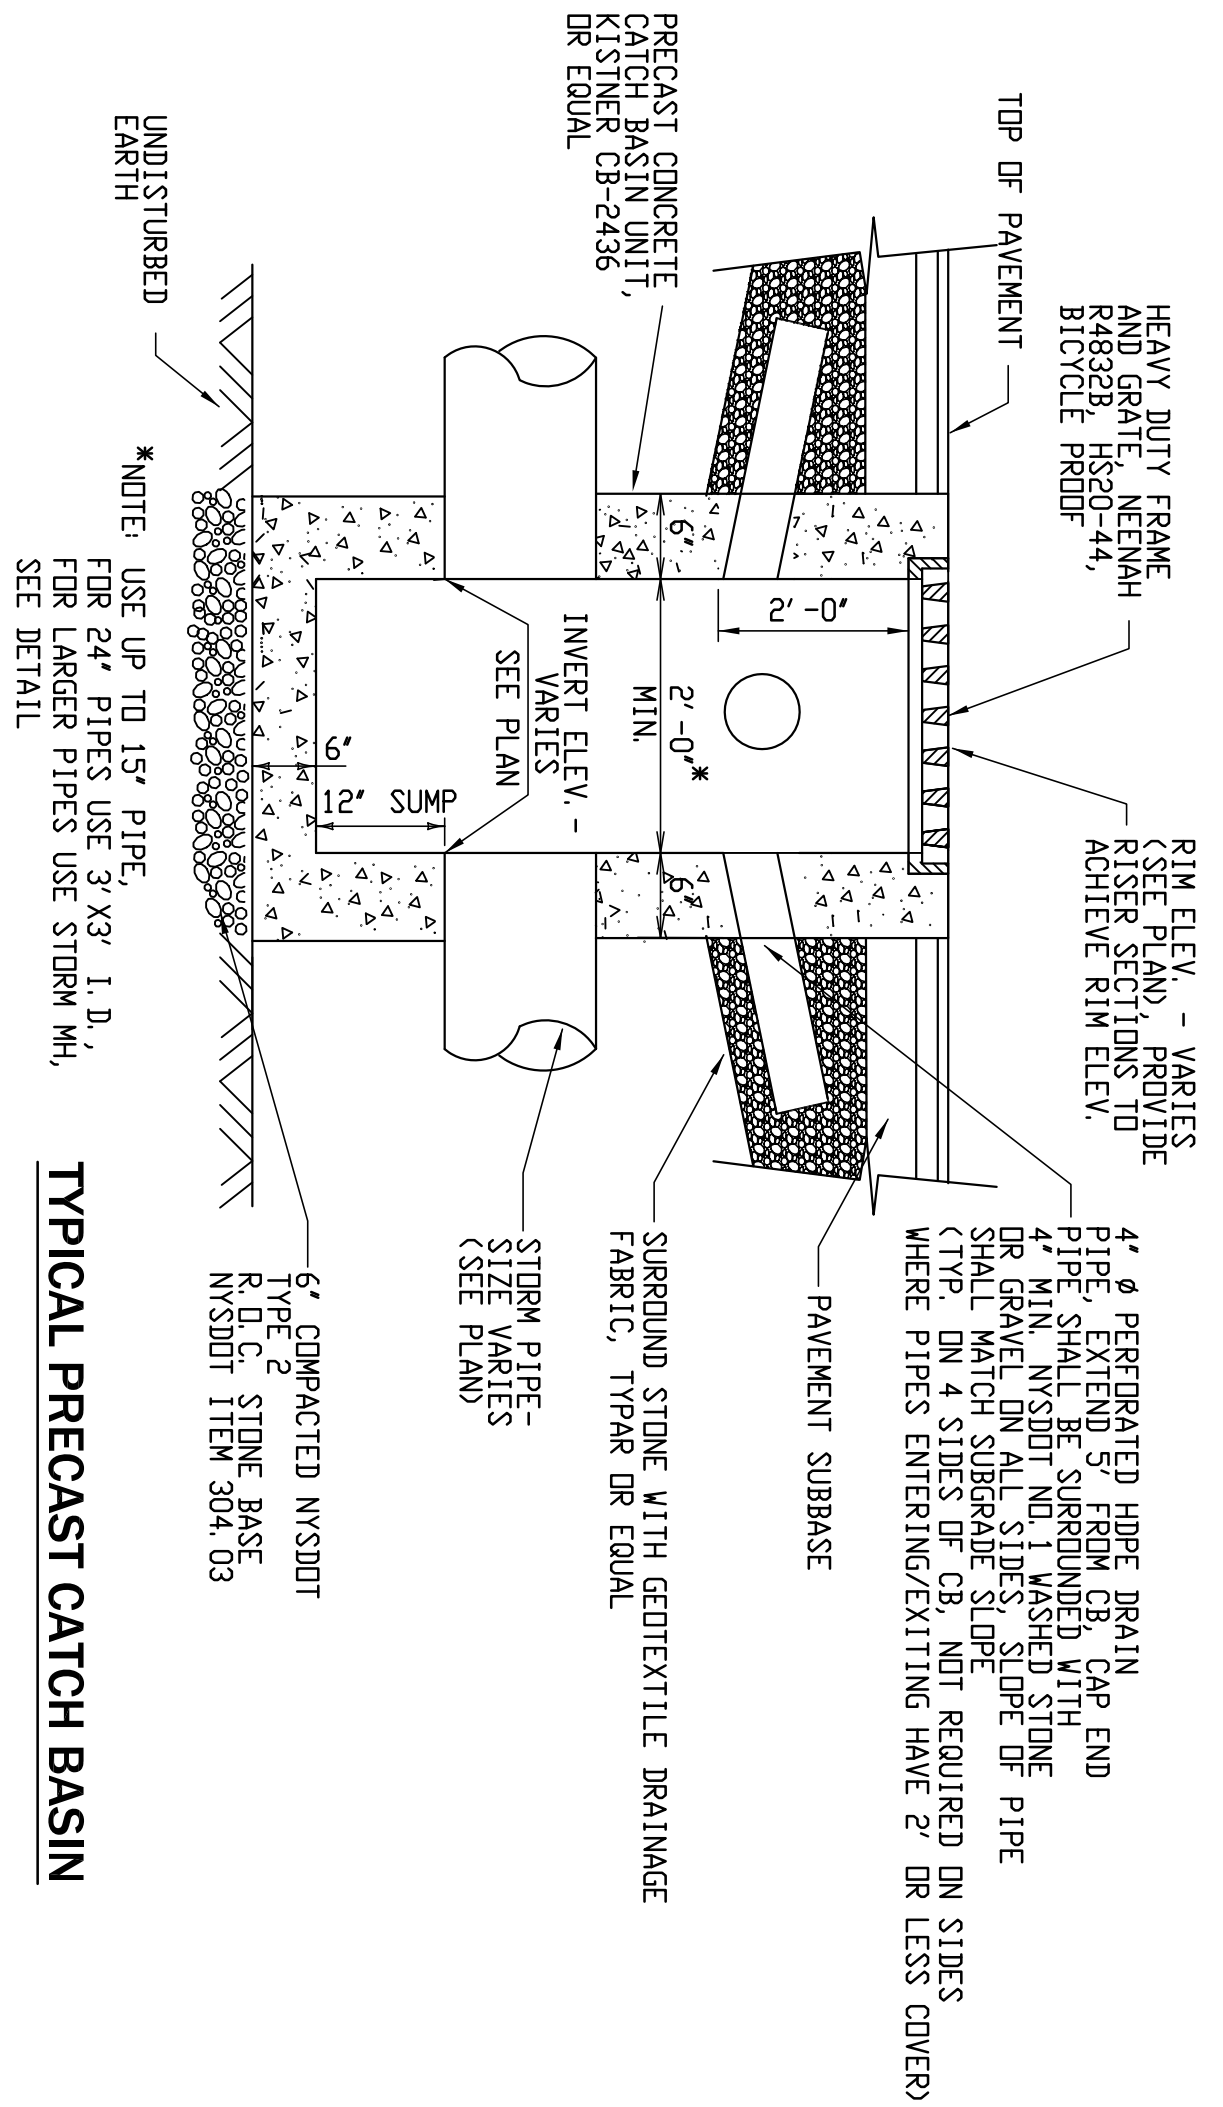 HEAVY DUTY FRAME
AND GRATE, NEENAH
R4832B, HS20-44,
BICYCLE PROOF
RIM ELEV. - VARIES
(SEE PLAN), PROVIDE
RISER SECTIONS TO
ACHIEVE RIM ELEV.
TOP OF PAVEMENT
4" Ø PERFORATED HDPE DRAIN
PIPE, EXTEND 5' FROM CB, CAP END
PIPE SHALL BE SURROUNDED WITH
4" MIN. NYSDOT NO. 1 WASHED STONE
OR GRAVEL ON ALL SIDES, SLOPE OF PIPE
SHALL MATCH SUBGRADE SLOPE
(TYP. ON 4 SIDES OF CB, NOT REQUIRED ON SIDES
WHERE PIPES ENTERING/EXITING HAVE 2' OR LESS COVER)
PAVEMENT SUBBASE
2'-0"
PRECAST CONCRETE
CATCH BASIN UNIT,
KISTNER CB-2436
OR EQUAL
6"
2'-0"*
MIN.
6"
SURROUND STONE WITH GEOTEXTILE DRAINAGE
FABRIC, TYPAR OR EQUAL
INVERT ELEV. -
VARIES
SEE PLAN
STORM PIPE-
SIZE VARIES
(SEE PLAN)
12" SUMP
6"
6" COMPACTED NYSDOT
TYPE 2
R.O.C. STONE BASE
NYSDOT ITEM 304.03
UNDISTURBED
EARTH
*NOTE: USE UP TO 15" PIPE,
FOR 24" PIPES USE 3'X3' I.D.,
FOR LARGER PIPES USE STORM MH,
SEE DETAIL
TYPICAL PRECAST CATCH BASIN